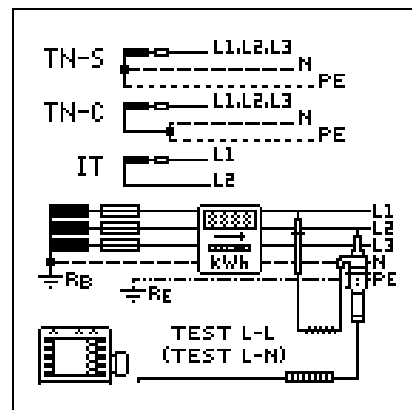 TN-S
L1.L2.L3
N
PE
TN-C
L1.L2.L3
N
PE
IT
L1
L2
8888
kWh
L1
L2
L3
N
PE
RB
RE
TEST L-L
(TEST L-N)